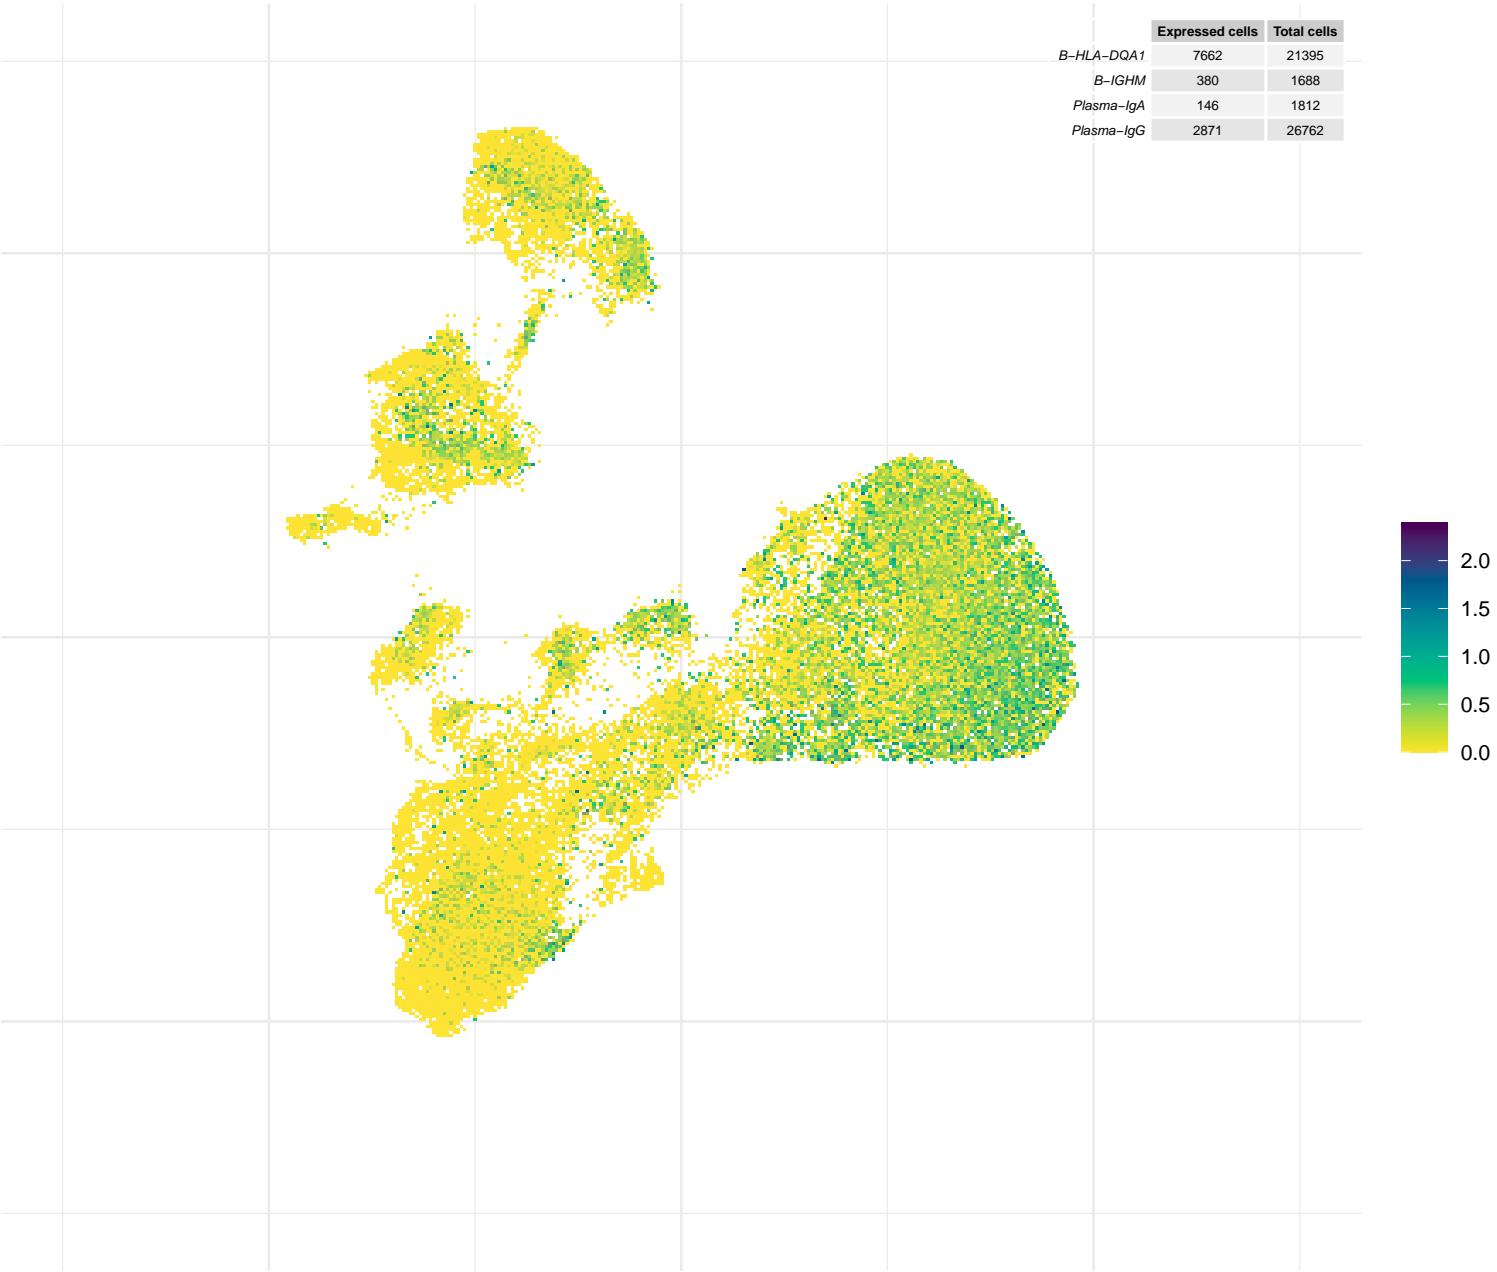 Expressed cells Total cells
B−HLA−DQA1 7662 21395
B−IGHM 380 1688
Plasma−IgA 146 1812
Plasma−IgG 2871 26762
2.0
1.5
1.0
0.5
0.0